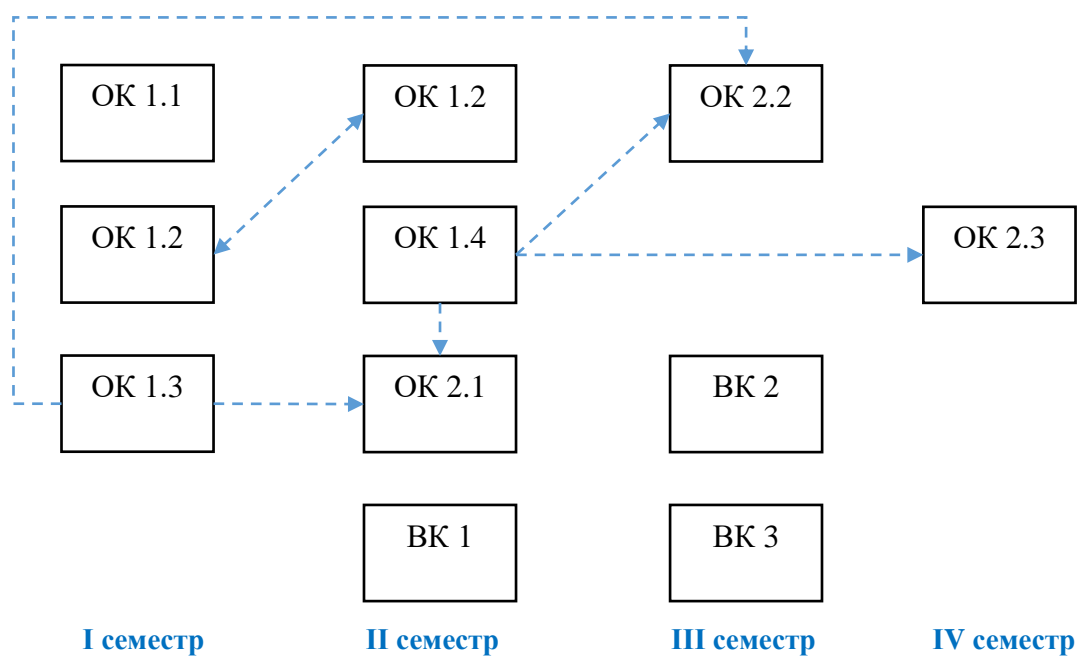 ОК 1.1
ОК 1.2
ОК 2.2
ОК 1.2
ОК 1.4
ОК 2.3
ОК 1.3
ОК 2.1
ВК 2
ВК 1
ВК 3
I семестр
II семестр
III семестр
IV семестр